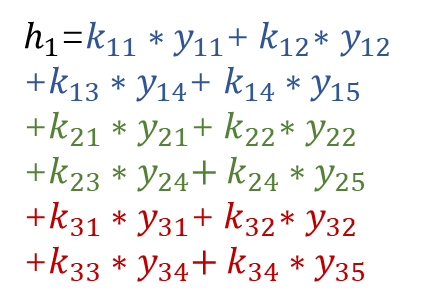 h₁=k₁₁ * y₁₁+ k₁₂* y₁₂
+k₁₃ * y₁₄+ k₁₄ * y₁₅
+k₂₁ * y₂₁+ k₂₂* y₂₂
+k₂₃ * y₂₄+ k₂₄ * y₂₅
+k₃₁ * y₃₁+ k₃₂* y₃₂
+k₃₃ * y₃₄+ k₃₄ * y₃₅